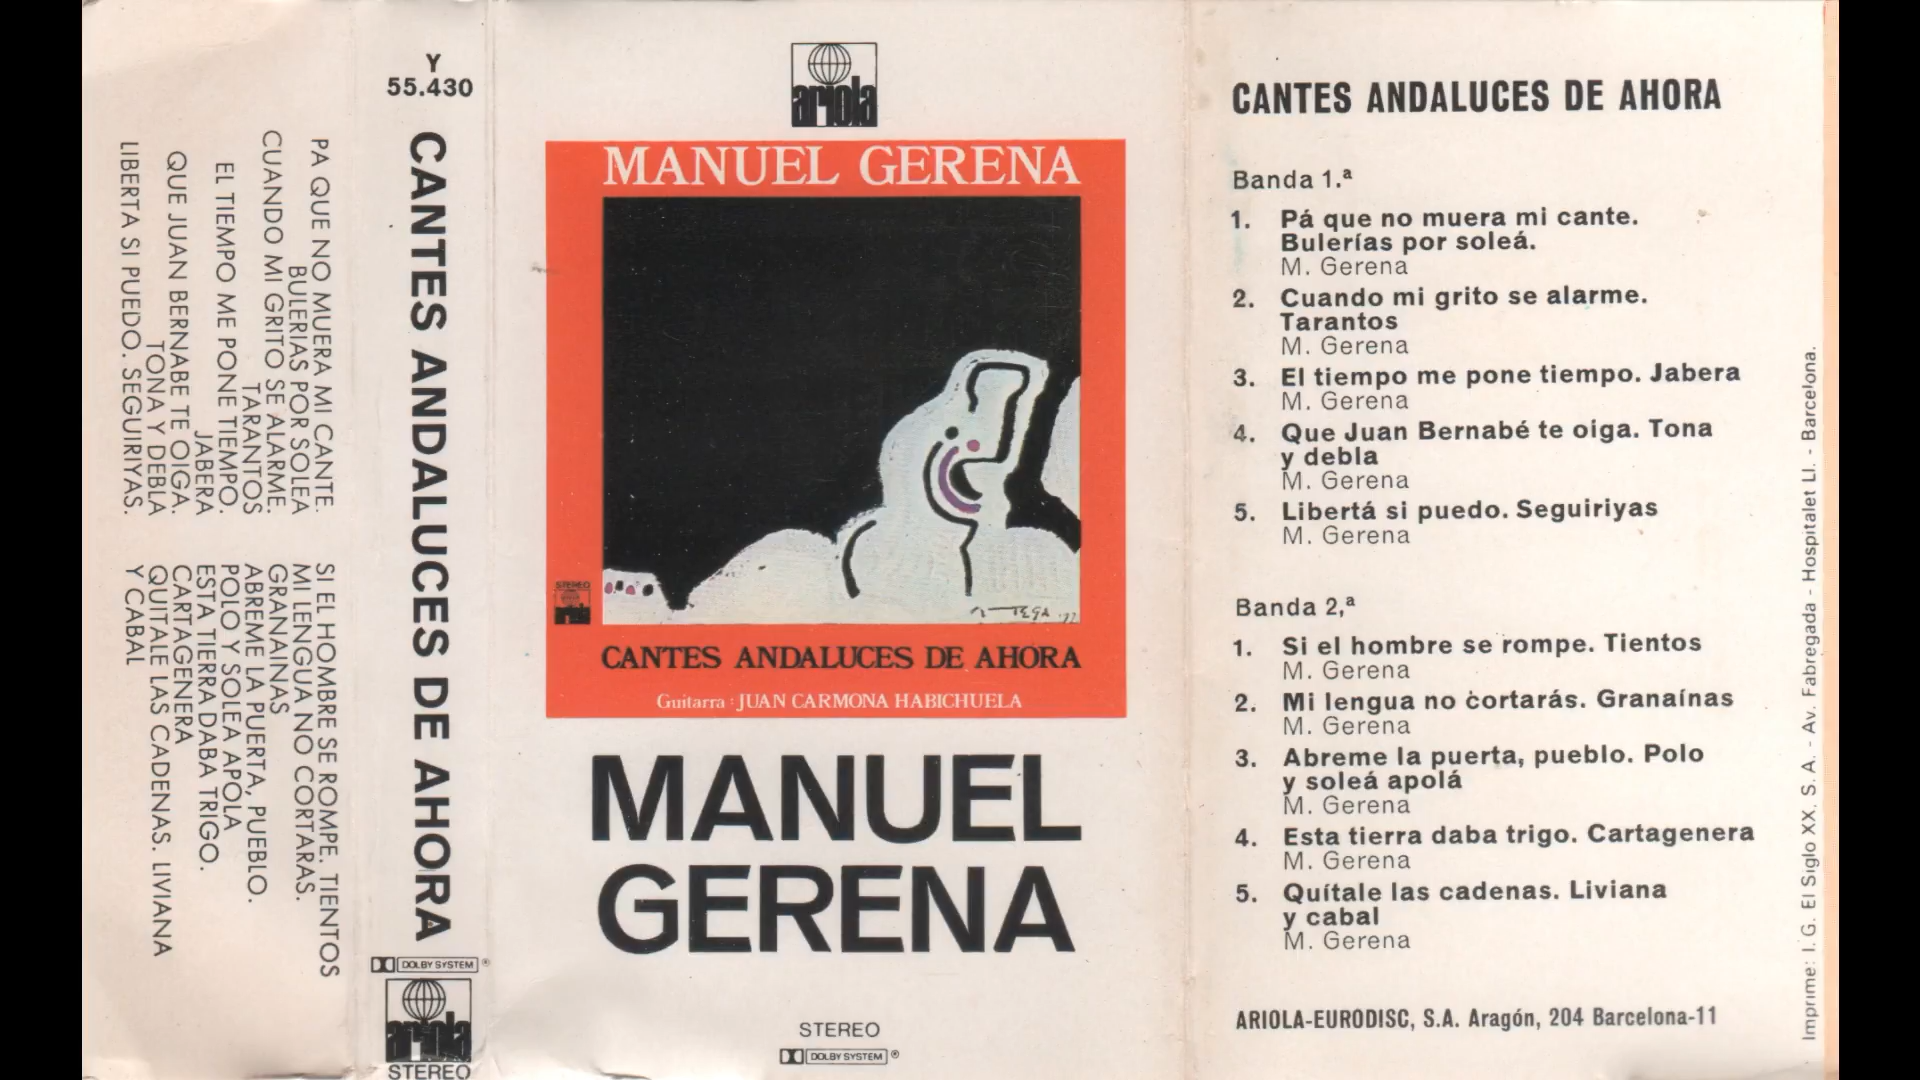 PA QUE NO MUERA MI CANTE.
BULERIAS POR SOLEA
CUANDO MI GRITO SE ALARME.
TARANTOS
EL TIEMPO ME PONE TIEMPO.
JABERA
QUE JUAN BERNABE TE OIGA.
TONA Y DEBLA
LIBERTA SI PUEDO. SEGUIRIYAS.
SI EL HOMBRE SE ROMPE. TIENTOS
MI LENGUA NO CORTARAS.
GRANAINAS
ABREME LA PUERTA, PUEBLO.
POLO Y SOLEA APOLA
ESTA TIERRA DABA TRIGO.
CARTAGENERA
QUITALE LAS CADENAS. LIVIANA
Y CABAL
Y
55.430
CANTES ANDALUCES DE AHORA
DOLBY SYSTEM ®
ariola
STEREO
ariola
MANUEL GERENA
STEREO
CANTES ANDALUCES DE AHORA
Guitarra : JUAN CARMONA HABICHUELA
MANUEL
GERENA
STEREO
DOLBY SYSTEM ®
CANTES ANDALUCES DE AHORA
Banda 1.ª
1. Pá que no muera mi cante.
Bulerías por soleá.
M. Gerena
2. Cuando mi grito se alarme.
Tarantos
M. Gerena
3. El tiempo me pone tiempo. Jabera
M. Gerena
4. Que Juan Bernabé te oiga. Tona
y debla
M. Gerena
5. Libertá si puedo. Seguiriyas
M. Gerena
Banda 2,ª
1. Si el hombre se rompe. Tientos
M. Gerena
2. Mi lengua no cortarás. Granaínas
M. Gerena
3. Abreme la puerta, pueblo. Polo
y soleá apolá
M. Gerena
4. Esta tierra daba trigo. Cartagenera
M. Gerena
5. Quítale las cadenas. Liviana
y cabal
M. Gerena
ARIOLA-EURODISC, S.A. Aragón, 204 Barcelona-11
Imprime: I. G. El Siglo XX. S. A. - Av. Fabregada - Hospitalet Ll. - Barcelona.